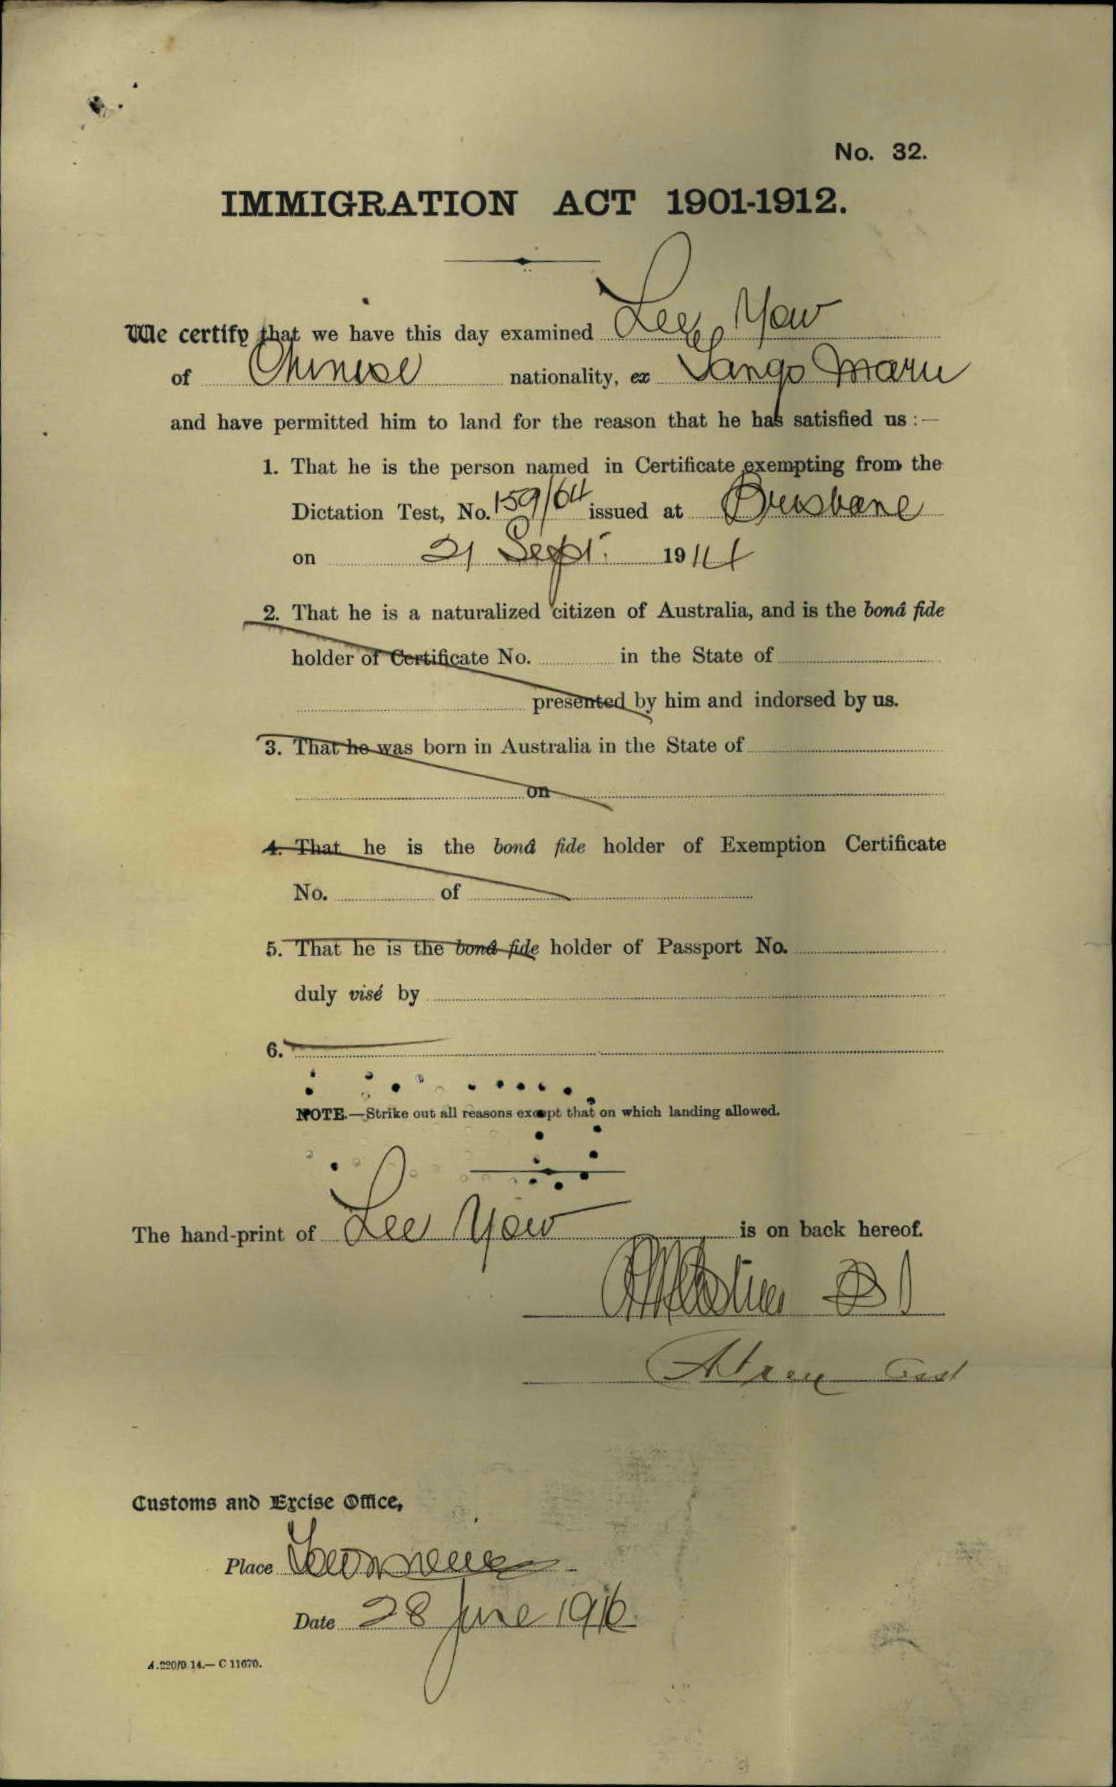 No. 32.
IMMIGRATION ACT 1901-1912.
We certify that we have this day examined Lee Yow
of Chinese nationality, ex Tango Maru
and have permitted him to land for the reason that he has satisfied us :—
1. That he is the person named in Certificate exempting from the
Dictation Test, No. 159/64 issued at Brisbane
on 21 Sept. 1914
2. That he is a naturalized citizen of Australia, and is the bonâ fide
holder of Certificate No. in the State of
presented by him and indorsed by us.
3. That he was born in Australia in the State of
on
4. That he is the bonâ fide holder of Exemption Certificate
No. of
5. That he is the bonâ fide holder of Passport No.
duly visé by
6.
NOTE.—Strike out all reasons except that on which landing allowed.
The hand-print of Lee Yow is on back hereof.
Customs and Excise Office,
Place Townsville
Date 28 June 1916
A.220/9.14.— C 11670.